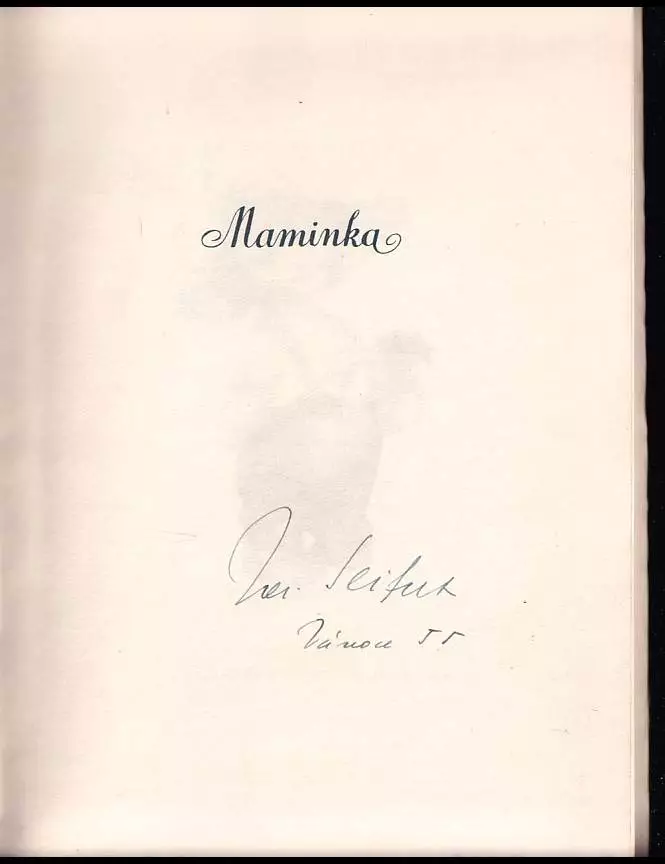 Maminka
Jar. Seifert
Vánoce 55